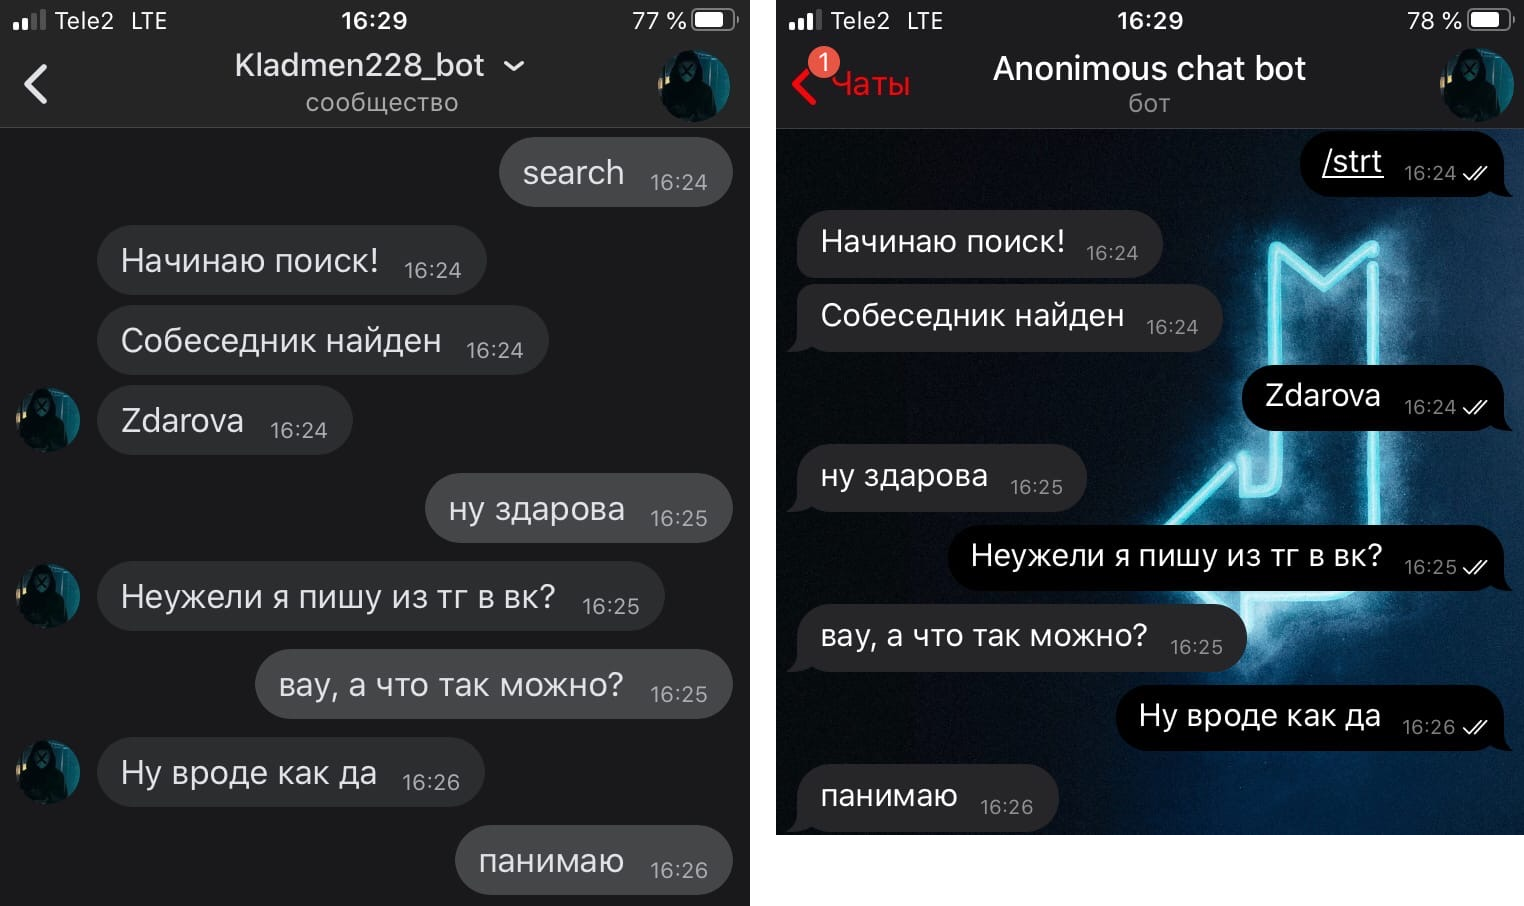 Tele2 LTE 16:29 77 %
Kladmen228_bot
сообщество
search 16:24
Начинаю поиск! 16:24
Собеседник найден 16:24
Zdarova 16:24
ну здарова 16:25
Неужели я пишу из тг в вк? 16:25
вау, а что так можно? 16:25
Ну вроде как да 16:26
панимаю 16:26
Tele2 LTE 16:29 78 %
1
Чаты
Anonimous chat bot
бот
/strt 16:24
Начинаю поиск! 16:24
Собеседник найден 16:24
Zdarova 16:24
ну здарова 16:25
Неужели я пишу из тг в вк? 16:25
вау, а что так можно? 16:25
Ну вроде как да 16:26
панимаю 16:26